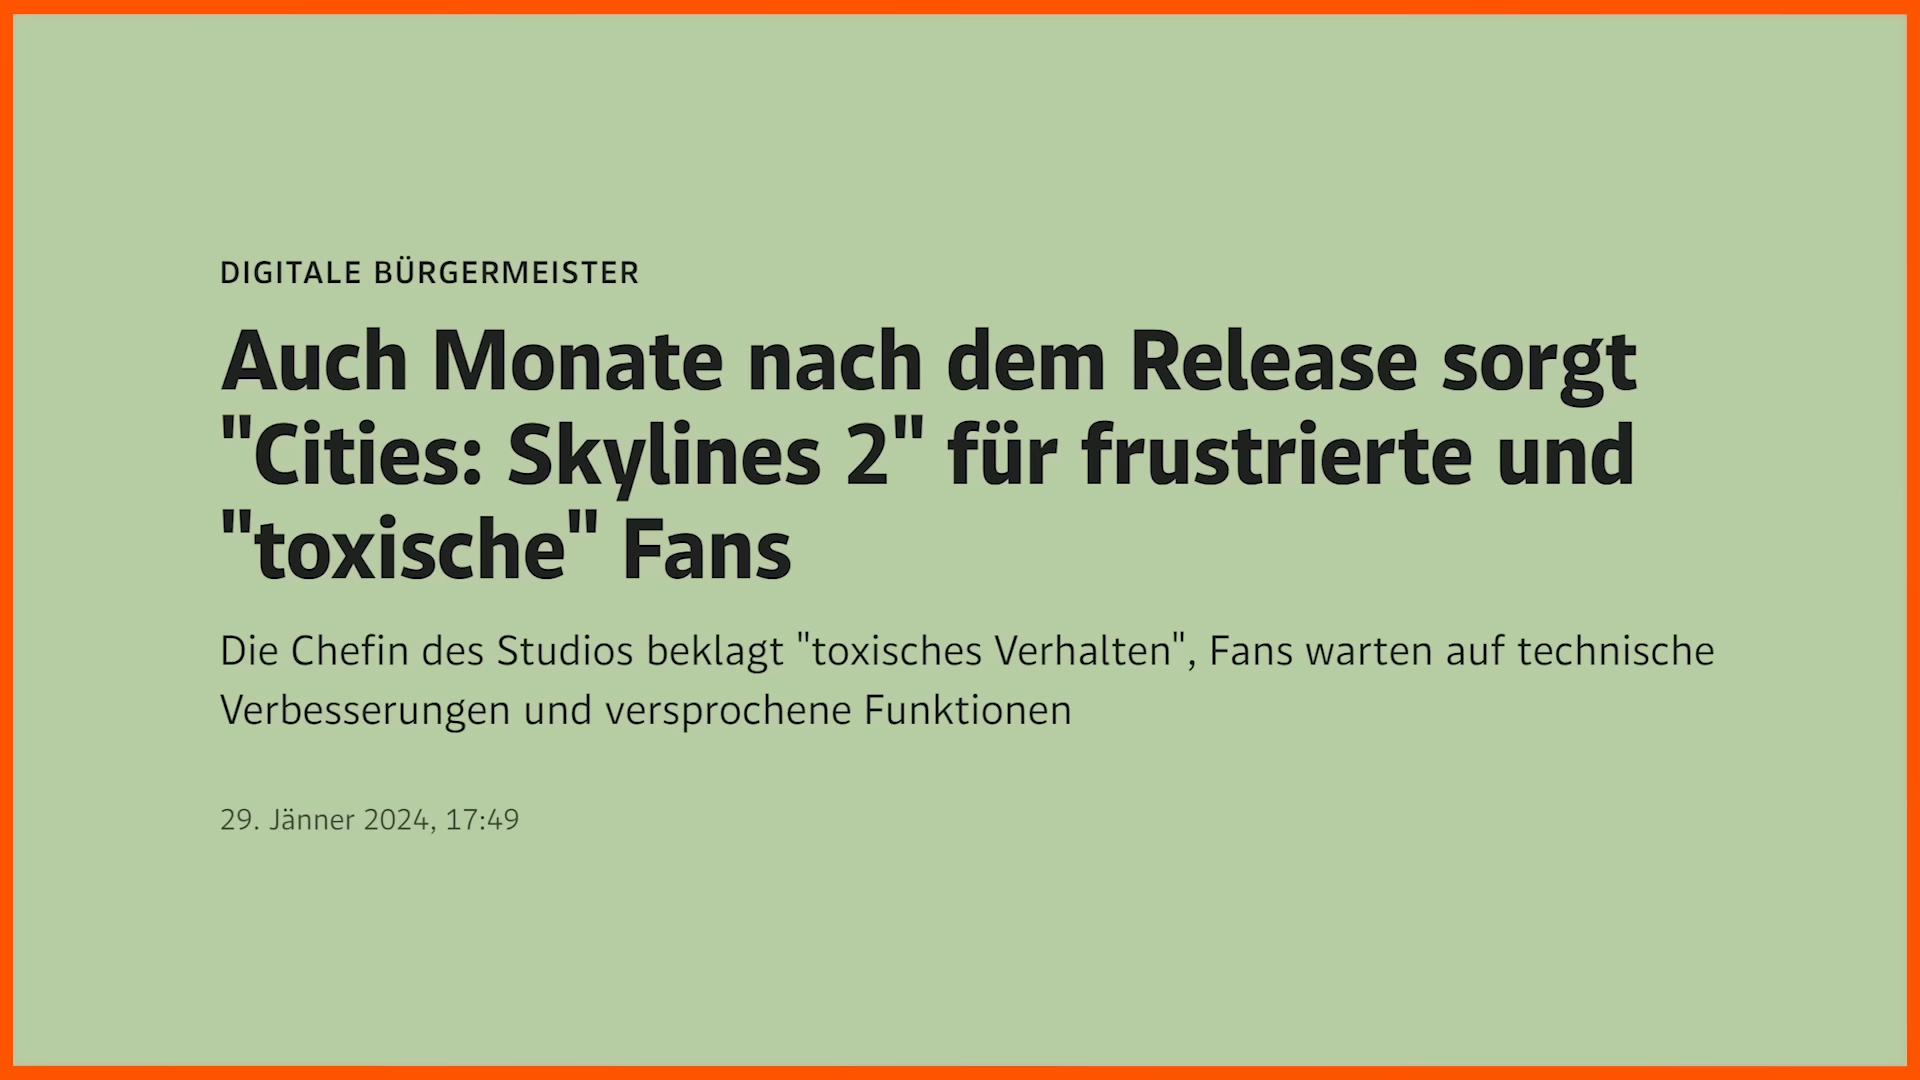 DIGITALE BÜRGERMEISTER
Auch Monate nach dem Release sorgt
"Cities: Skylines 2" für frustrierte und
"toxische" Fans
Die Chefin des Studios beklagt "toxisches Verhalten", Fans warten auf technische
Verbesserungen und versprochene Funktionen
29. Jänner 2024, 17:49